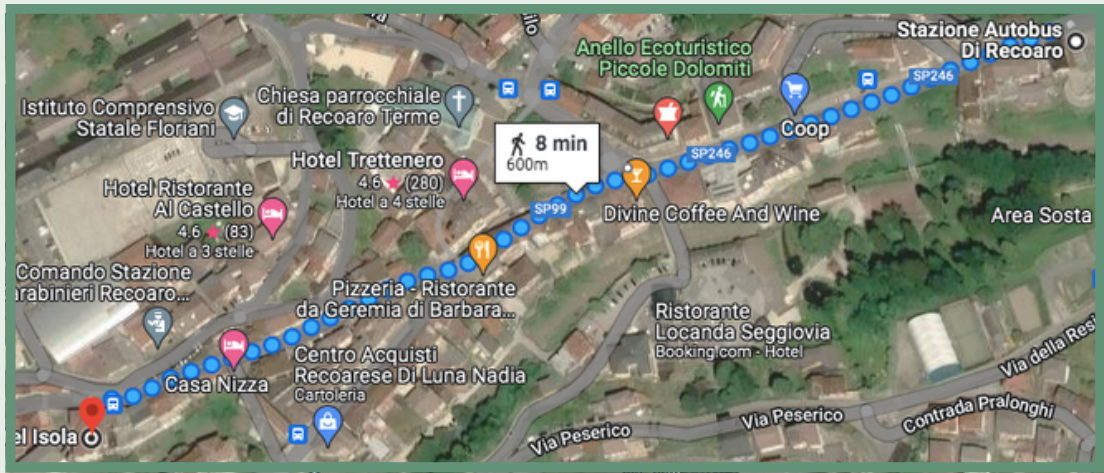 Stazione Autobus
Di Recoaro
SP246
Anello Ecoturistico
Piccole Dolomiti
Coop
SP246
Istituto Comprensivo
Statale Floriani
Chiesa parrocchiale
di Recoaro Terme
8 min
600m
Hotel Trettenero
4.6 ★ (280)
Hotel a 4 stelle
SP99
Divine Coffee And Wine
Area Sosta
Hotel Ristorante
Al Castello
4.6 ★ (83)
Hotel a 3 stelle
Comando Stazione
arabinieri Recoaro...
Pizzeria - Ristorante
da Geremia di Barbara...
Ristorante
Locanda Seggiovia
Booking.com - Hotel
Casa Nizza
Centro Acquisti
Recoarese Di Luna Nadia
Cartoleria
Via della Resi
Via Peserico
Contrada Pralonghi
Via Peserico
el Isola